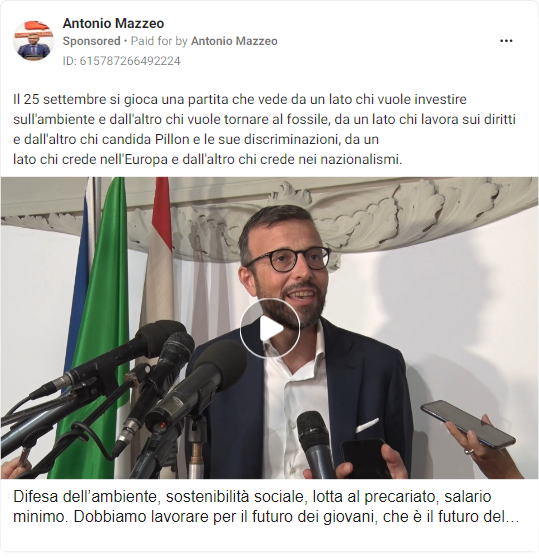 Antonio Mazzeo
Sponsored • Paid for by Antonio Mazzeo
ID: 615787266492224
Il 25 settembre si gioca una partita che vede da un lato chi vuole investire
sull'ambiente e dall'altro chi vuole tornare al fossile, da un lato chi lavora sui diritti
e dall'altro chi candida Pillon e le sue discriminazioni, da un
lato chi crede nell'Europa e dall'altro chi crede nei nazionalismi.
Difesa dell’ambiente, sostenibilità sociale, lotta al precariato, salario
minimo. Dobbiamo lavorare per il futuro dei giovani, che è il futuro del...